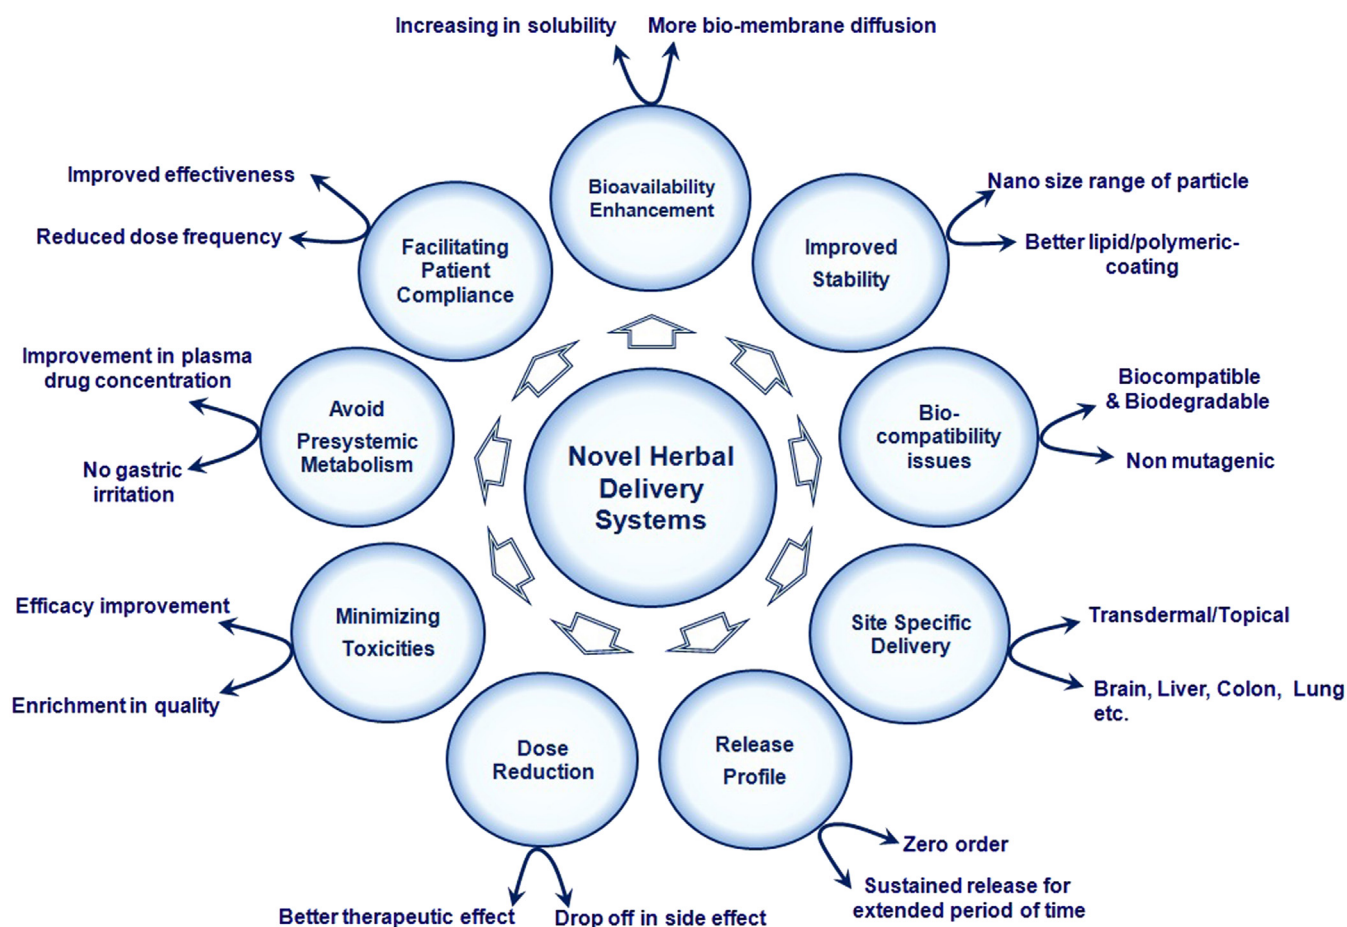 Increasing in solubility
More bio-membrane diffusion
Bioavailability
Enhancement
Nano size range of particle
Better lipid/polymeric-
coating
Improved
Stability
Biocompatible
& Biodegradable
Non mutagenic
Bio-
compatibility
issues
Transdermal/Topical
Brain, Liver, Colon, Lung
etc.
Site Specific
Delivery
Release
Profile
Zero order
Sustained release for
extended period of time
Dose
Reduction
Better therapeutic effect
Drop off in side effect
Minimizing
Toxicities
Efficacy improvement
Enrichment in quality
Avoid
Presystemic
Metabolism
Improvement in plasma
drug concentration
No gastric
irritation
Facilitating
Patient
Compliance
Improved effectiveness
Reduced dose frequency
Novel Herbal
Delivery
Systems